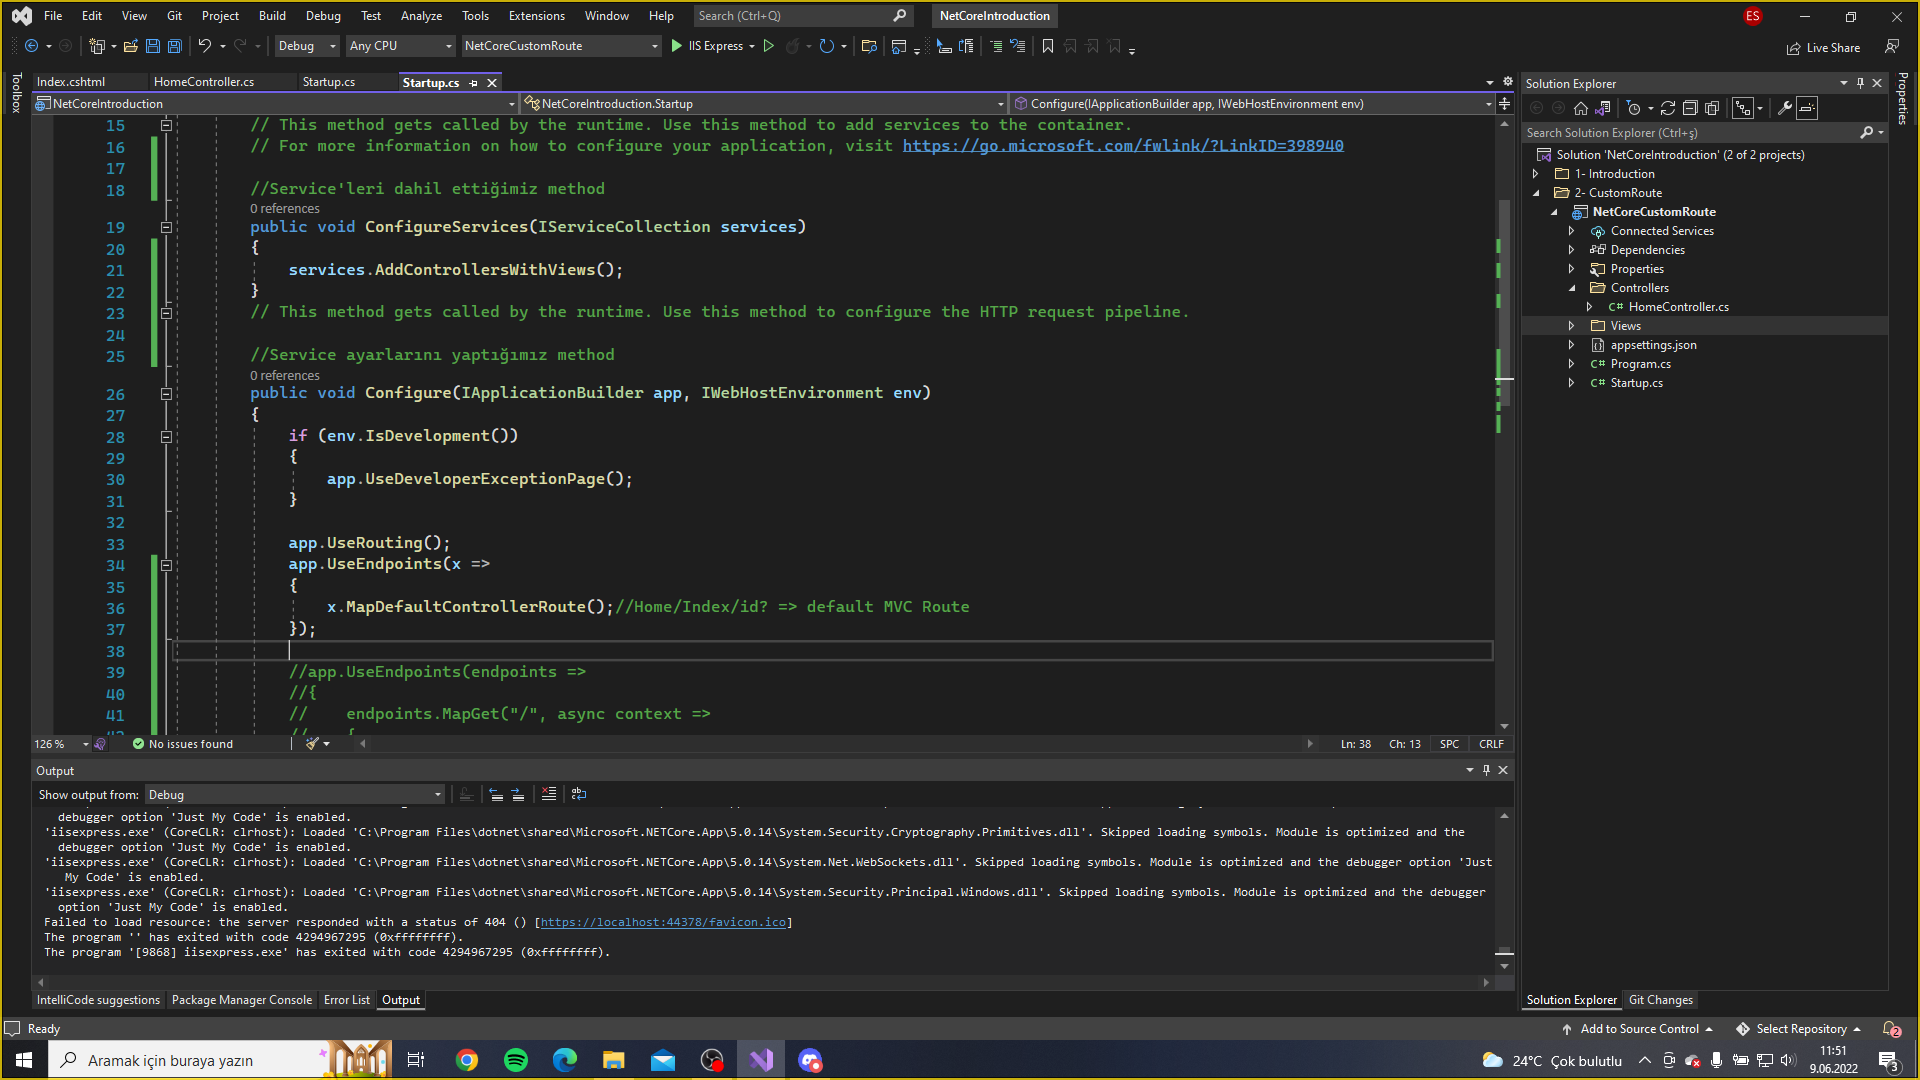 File Edit View Git Project Build Debug Test Analyze Tools Extensions Window Help Search (Ctrl+Q) NetCoreIntroduction ES
Debug Any CPU NetCoreCustomRoute IIS Express Live Share
Toolbox
Index.cshtml HomeController.cs Startup.cs Startup.cs
NetCoreIntroduction NetCoreIntroduction.Startup Configure(IApplicationBuilder app, IWebHostEnvironment env)
15 // This method gets called by the runtime. Use this method to add services to the container.
16 // For more information on how to configure your application, visit https://go.microsoft.com/fwlink/?LinkID=398940
17
18 //Service'leri dahil ettiğimiz method
0 references
19 public void ConfigureServices(IServiceCollection services)
20 {
21 services.AddControllersWithViews();
22 }
23 // This method gets called by the runtime. Use this method to configure the HTTP request pipeline.
24
25 //Service ayarlarını yaptığımız method
0 references
26 public void Configure(IApplicationBuilder app, IWebHostEnvironment env)
27 {
28 if (env.IsDevelopment())
29 {
30 app.UseDeveloperExceptionPage();
31 }
32
33 app.UseRouting();
34 app.UseEndpoints(x =>
35 {
36 x.MapDefaultControllerRoute();//Home/Index/id? => default MVC Route
37 });
38
39 //app.UseEndpoints(endpoints =>
40 //{
41 // endpoints.MapGet("/", async context =>
126 % No issues found Ln: 38 Ch: 13 SPC CRLF
Output
Show output from: Debug
debugger option 'Just My Code' is enabled.
'iisexpress.exe' (CoreCLR: clrhost): Loaded 'C:\Program Files\dotnet\shared\Microsoft.NETCore.App\5.0.14\System.Security.Cryptography.Primitives.dll'. Skipped loading symbols. Module is optimized and the
debugger option 'Just My Code' is enabled.
'iisexpress.exe' (CoreCLR: clrhost): Loaded 'C:\Program Files\dotnet\shared\Microsoft.NETCore.App\5.0.14\System.Net.WebSockets.dll'. Skipped loading symbols. Module is optimized and the debugger option 'Just
My Code' is enabled.
'iisexpress.exe' (CoreCLR: clrhost): Loaded 'C:\Program Files\dotnet\shared\Microsoft.NETCore.App\5.0.14\System.Security.Principal.Windows.dll'. Skipped loading symbols. Module is optimized and the debugger
option 'Just My Code' is enabled.
Failed to load resource: the server responded with a status of 404 () [https://localhost:44378/favicon.ico]
The program '' has exited with code 4294967295 (0xffffffff).
The program '[9868] iisexpress.exe' has exited with code 4294967295 (0xffffffff).
IntelliCode suggestions Package Manager Console Error List Output
Solution Explorer
Search Solution Explorer (Ctrl+ş)
Solution 'NetCoreIntroduction' (2 of 2 projects)
1- Introduction
2- CustomRoute
NetCoreCustomRoute
Connected Services
Dependencies
Properties
Controllers
C# HomeController.cs
Views
appsettings.json
C# Program.cs
C# Startup.cs
Solution Explorer Git Changes
Properties
Ready Add to Source Control Select Repository 2
Aramak için buraya yazın 24°C Çok bulutlu 11:51
9.06.2022 3